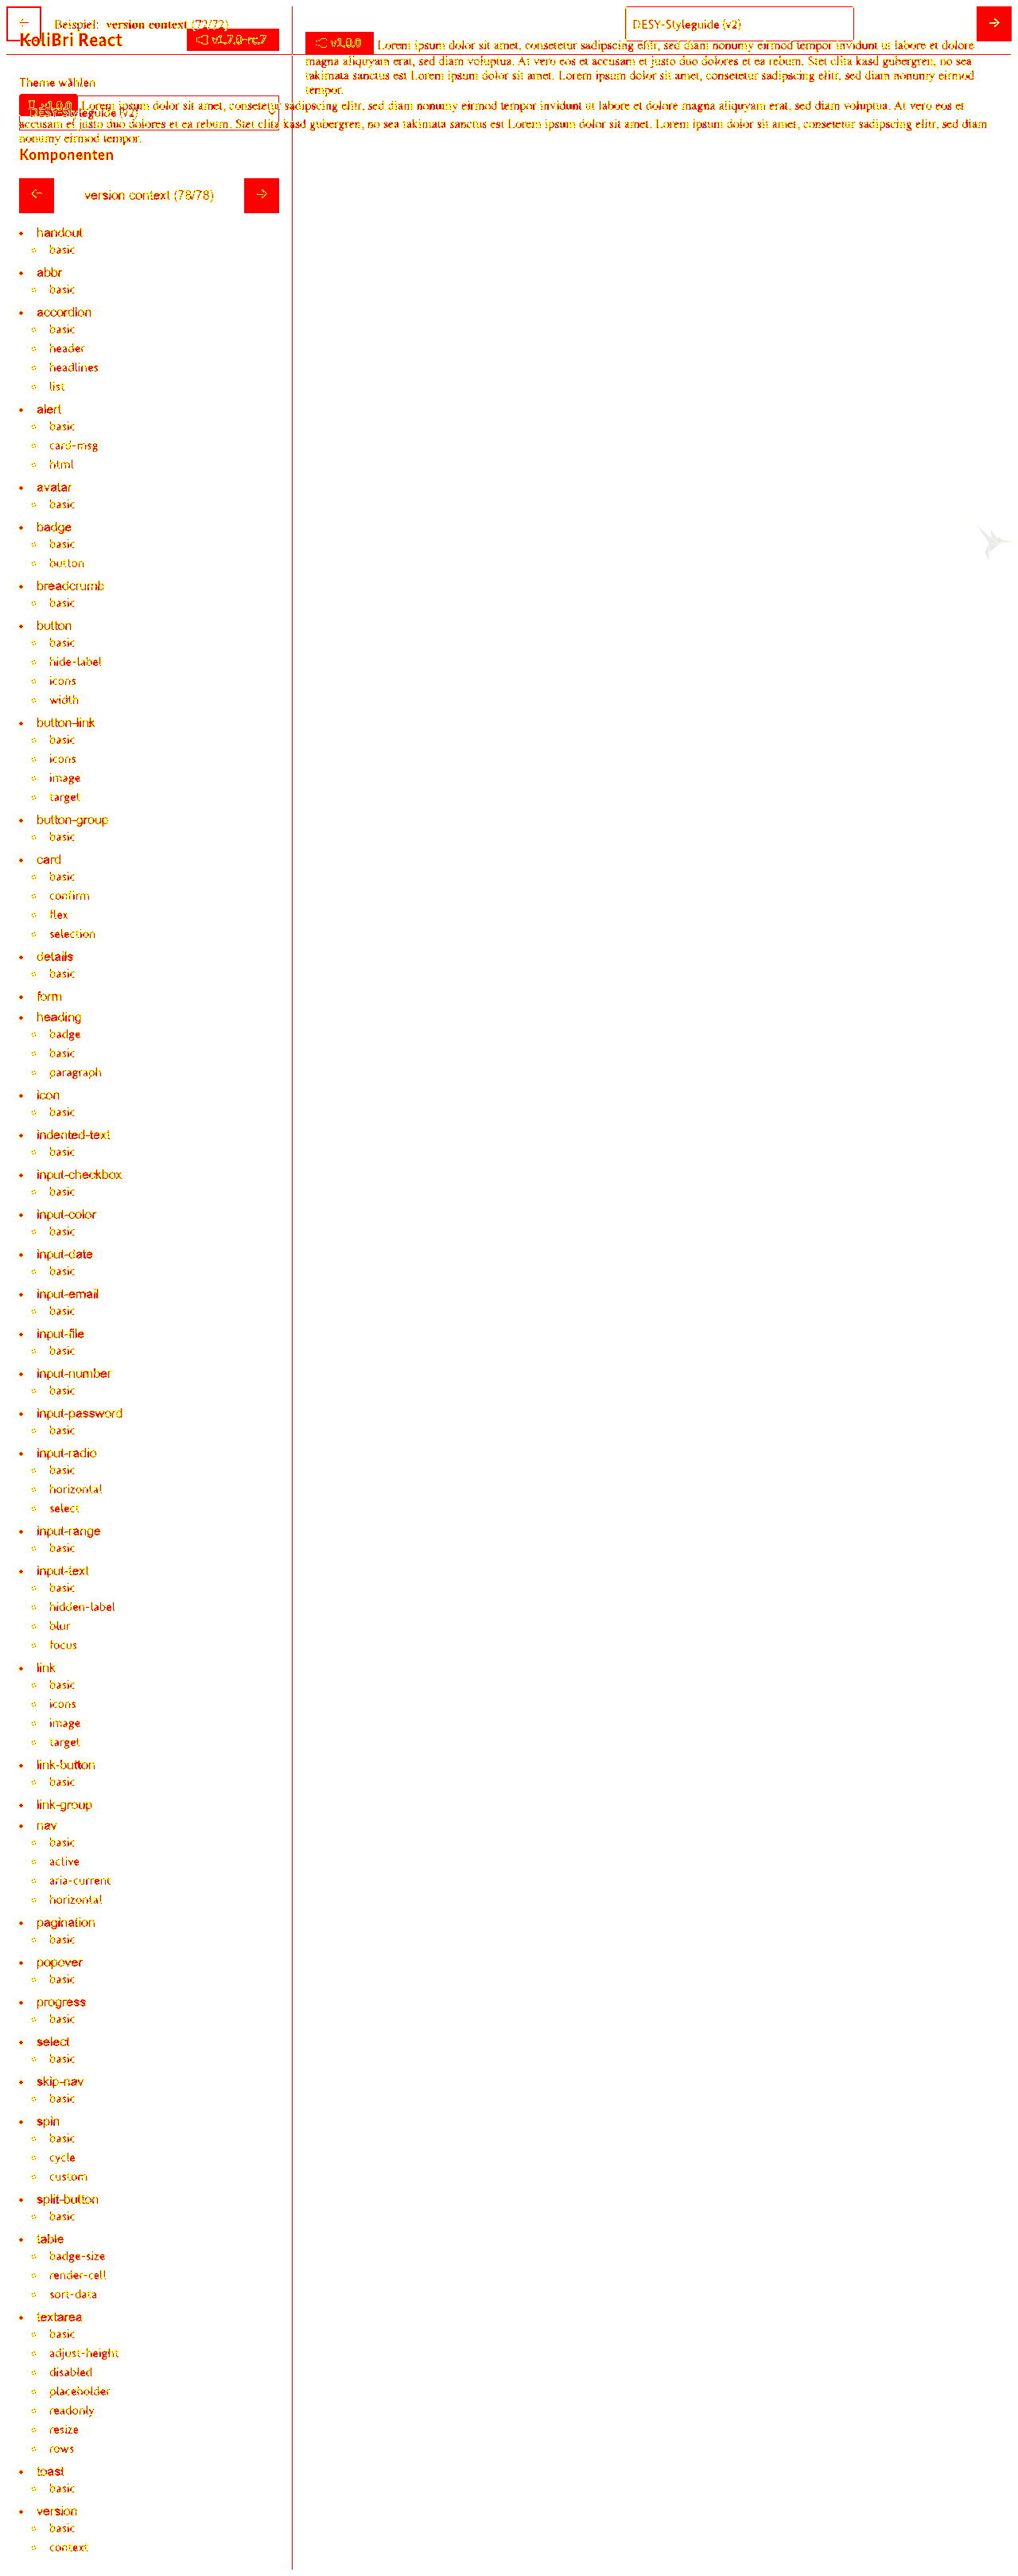 ← Beispiel: version context (72/72) DESY-Styleguide (v2) →
KoliBri React v1.7.0-rc.7
v1.0.0 Lorem ipsum dolor sit amet, consetetur sadipscing elitr, sed diam nonumy eirmod tempor invidunt ut labore et dolore
magna aliquyam erat, sed diam voluptua. At vero eos et accusam et justo duo dolores et ea rebum. Stet clita kasd gubergren, no sea
takimata sanctus est Lorem ipsum dolor sit amet. Lorem ipsum dolor sit amet, consetetur sadipscing elitr, sed diam nonumy eirmod
tempor.
Theme wählen
DESY-Styleguide (v2)
v1.0.0 Lorem ipsum dolor sit amet, consetetur sadipscing elitr, sed diam nonumy eirmod tempor invidunt ut labore et dolore magna aliquyam erat, sed diam voluptua. At vero eos et
accusam et justo duo dolores et ea rebum. Stet clita kasd gubergren, no sea takimata sanctus est Lorem ipsum dolor sit amet. Lorem ipsum dolor sit amet, consetetur sadipscing elitr, sed diam
nonumy eirmod tempor.
Komponenten
← version context (78/78) →
handout
basic
abbr
basic
accordion
basic
header
headlines
list
alert
basic
card-msg
html
avatar
basic
badge
basic
button
breadcrumb
basic
button
basic
hide-label
icons
width
button-link
basic
icons
image
target
button-group
basic
card
basic
confirm
flex
selection
details
basic
form
heading
badge
basic
paragraph
icon
basic
indented-text
basic
input-checkbox
basic
input-color
basic
input-date
basic
input-email
basic
input-file
basic
input-number
basic
input-password
basic
input-radio
basic
horizontal
select
input-range
basic
input-text
basic
hidden-label
blur
focus
link
basic
icons
image
target
link-button
basic
link-group
nav
basic
active
aria-current
horizontal
pagination
basic
popover
basic
progress
basic
select
basic
skip-nav
basic
spin
basic
cycle
custom
split-button
basic
table
badge-size
render-cell
sort-data
textarea
basic
adjust-height
disabled
placeholder
readonly
resize
rows
toast
basic
version
basic
context